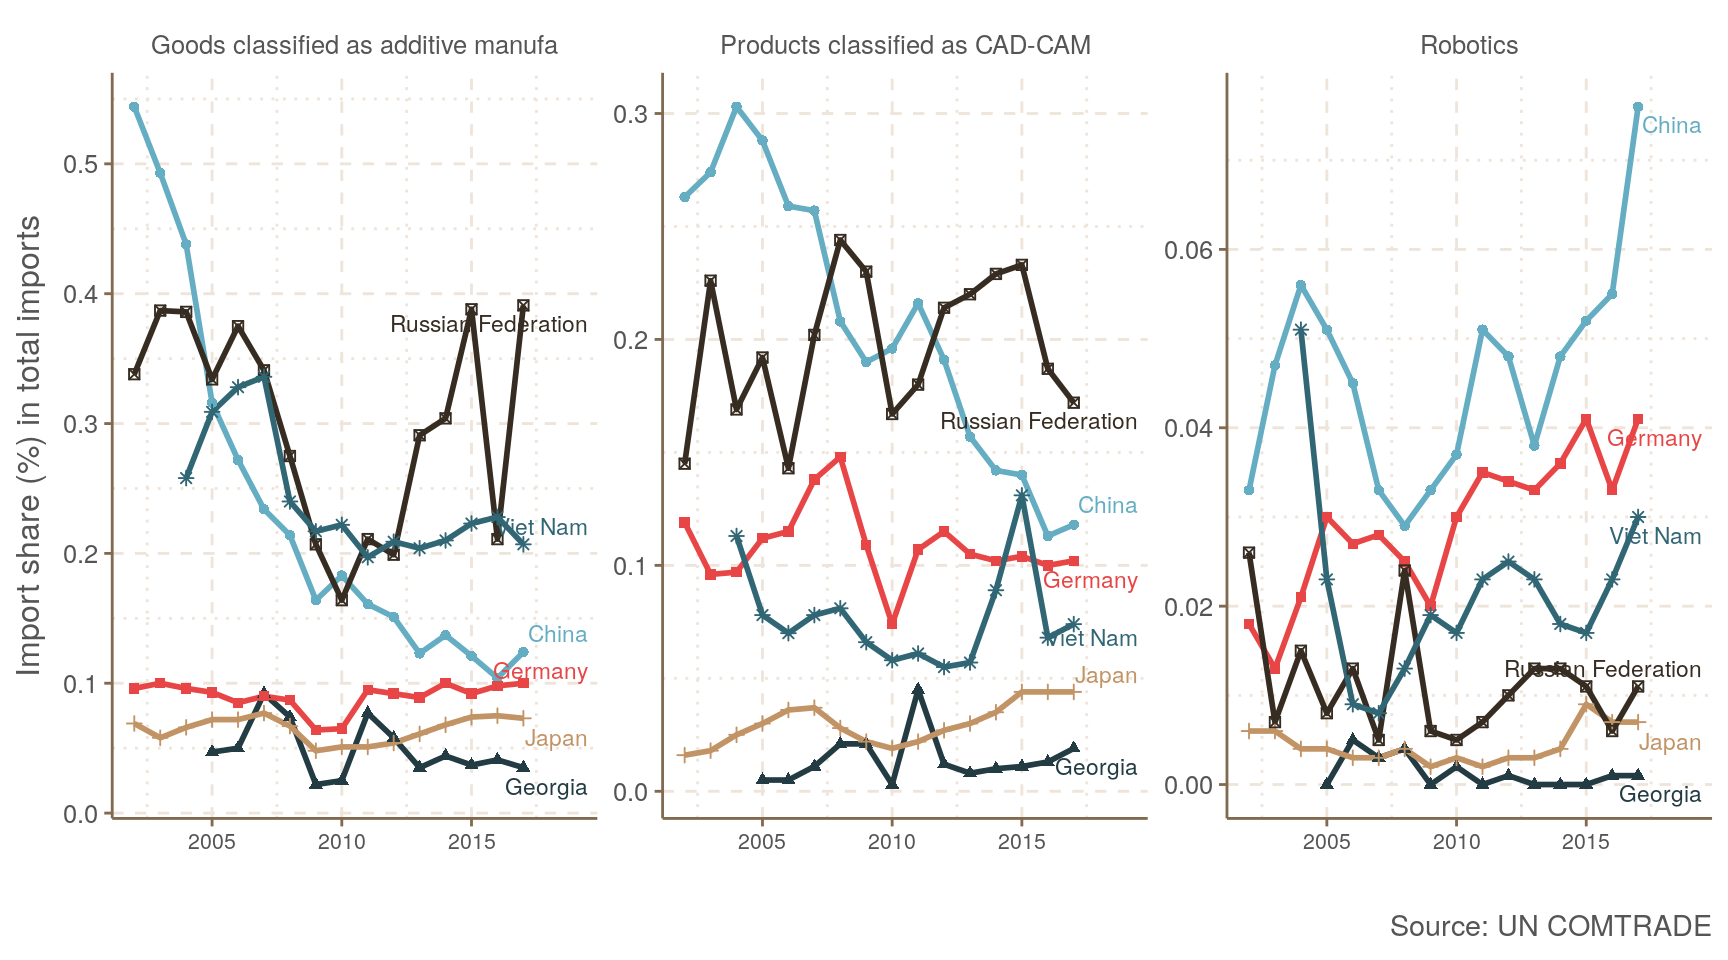 Goods classified as additive manufa
Products classified as CAD-CAM
Robotics
Import share (%) in total imports
0.5
0.4
0.3
0.2
0.1
0.0
Russian Federation
Viet Nam
China
Germany
Japan
Georgia
2005 2010 2015
0.3
0.2
0.1
0.0
Russian Federation
China
Germany
Viet Nam
Japan
Georgia
2005 2010 2015
0.06
0.04
0.02
0.00
China
Germany
Viet Nam
Russian Federation
Japan
Georgia
2005 2010 2015
Source: UN COMTRADE